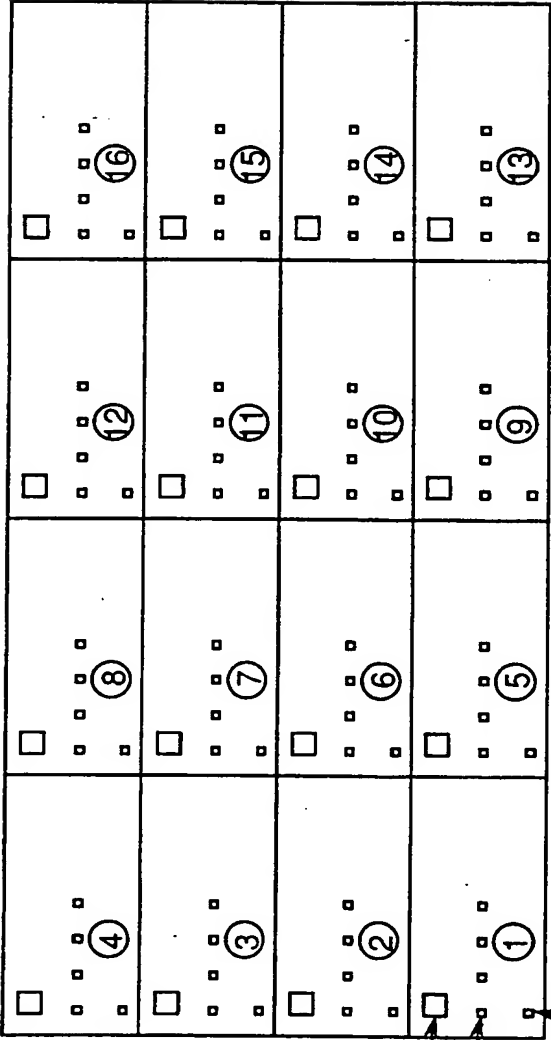 ④ ⑧ ⑫ ⑯
③ ⑦ ⑪ ⑮
② ⑥ ⑩ ⑭
① ⑤ ⑨ ⑬